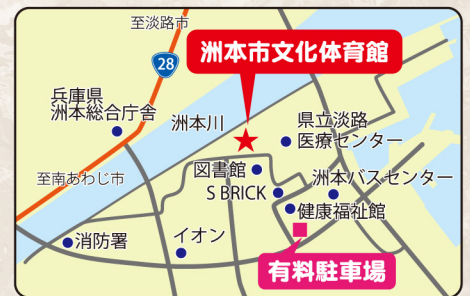 至淡路市
28
洲本市文化体育館
兵庫県
洲本総合庁舎
洲本川
県立淡路
医療センター
至南あわじ市
図書館
S BRICK
洲本バスセンター
健康福祉館
消防署
イオン
有料駐車場